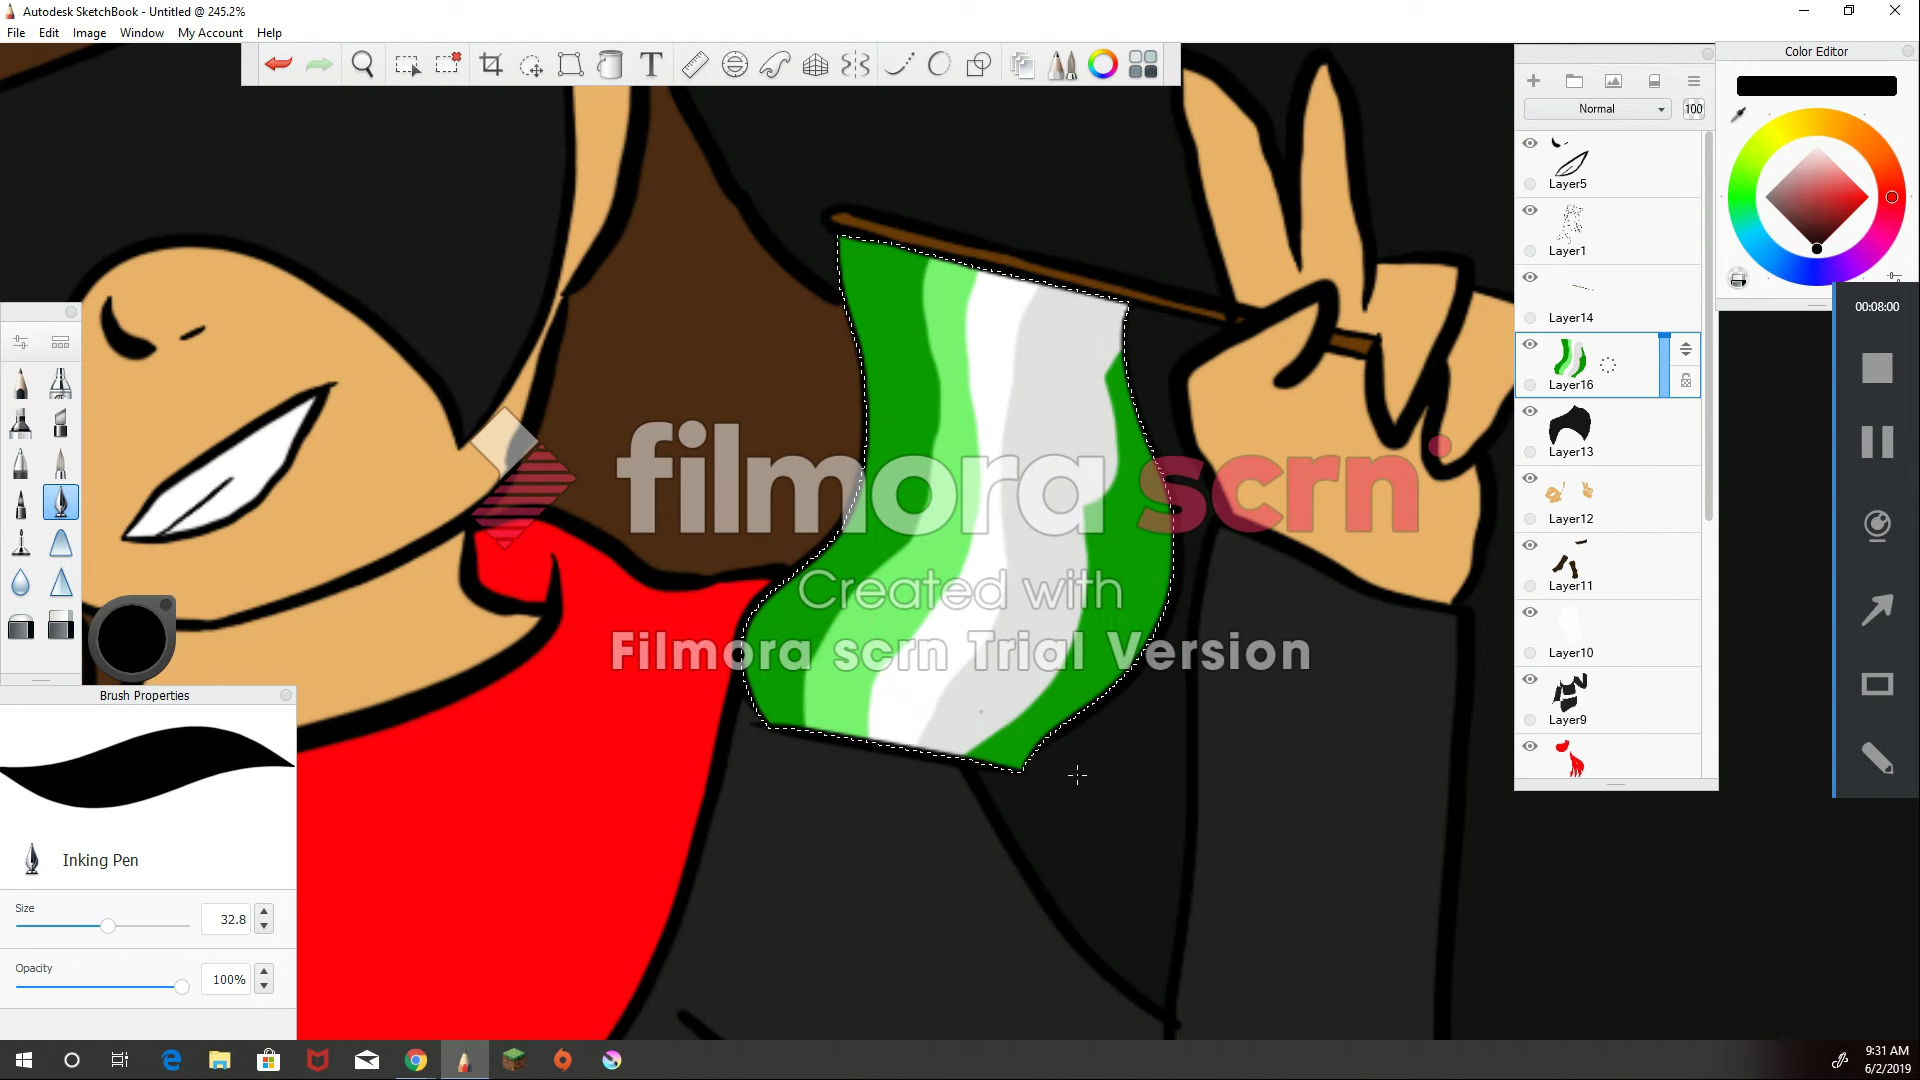 Autodesk SketchBook - Untitled @ 245.2%
File Edit Image Window My Account Help
T
Color Editor
Normal 100
Layer5
Layer1
Layer14
Layer16
Layer13
Layer12
Layer11
Layer10
Layer9
00:08:00
filmora scrn
Created with
Filmora scrn Trial Version
Brush Properties
Inking Pen
Size
32.8
Opacity
100%
9:31 AM
6/2/2019